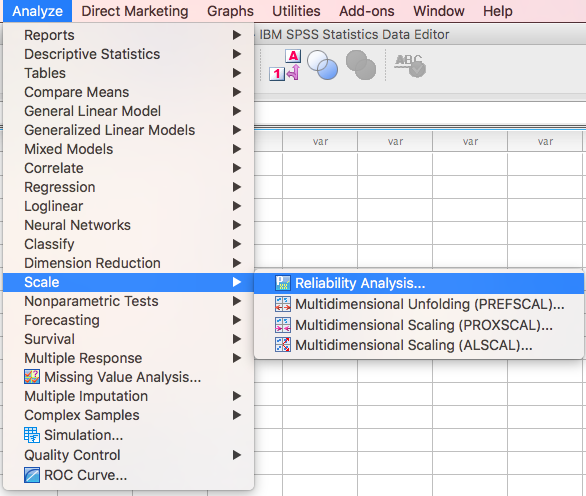 Analyze Direct Marketing Graphs Utilities Add-ons Window Help
IBM SPSS Statistics Data Editor
A
1
ABC
var var var var
Reports
Descriptive Statistics
Tables
Compare Means
General Linear Model
Generalized Linear Models
Mixed Models
Correlate
Regression
Loglinear
Neural Networks
Classify
Dimension Reduction
Scale
Reliability Analysis...
Multidimensional Unfolding (PREFSCAL)...
Multidimensional Scaling (PROXSCAL)...
Multidimensional Scaling (ALSCAL)...
Nonparametric Tests
Forecasting
Survival
Multiple Response
Missing Value Analysis...
Multiple Imputation
Complex Samples
Simulation...
Quality Control
ROC Curve...